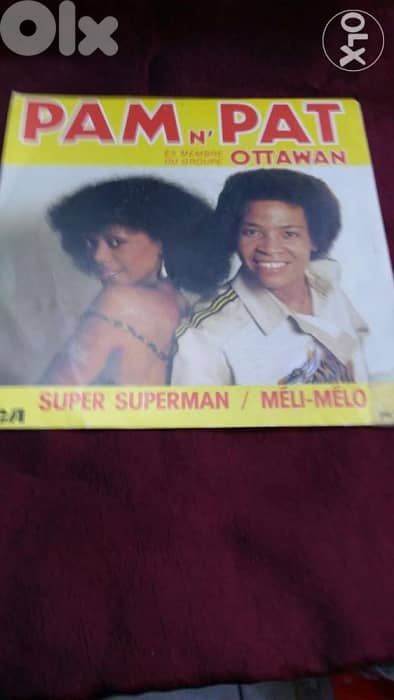 Olx
OLX
PAM N' PAT
EX MEMBRE
DU GROUPE OTTAWAN
SUPER SUPERMAN / MÉLI-MÉLO